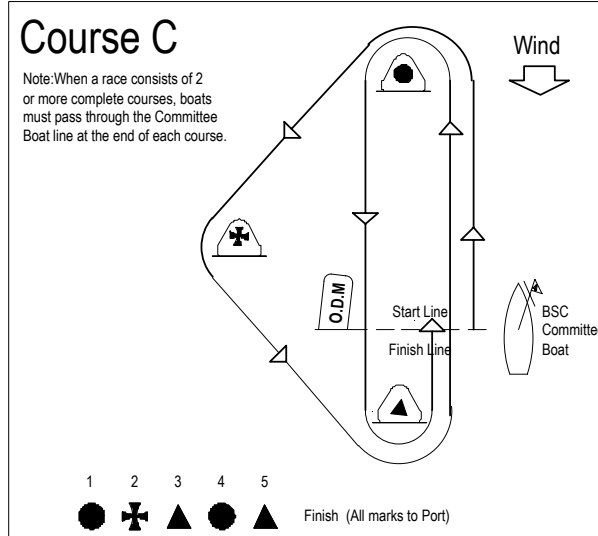 Course C
Note:When a race consists of 2
or more complete courses, boats
must pass through the Committee
Boat line at the end of each course.
Wind
O.D.M
Start Line
Finish Line
BSC
Committe
Boat
1 2 3 4 5
Finish (All marks to Port)